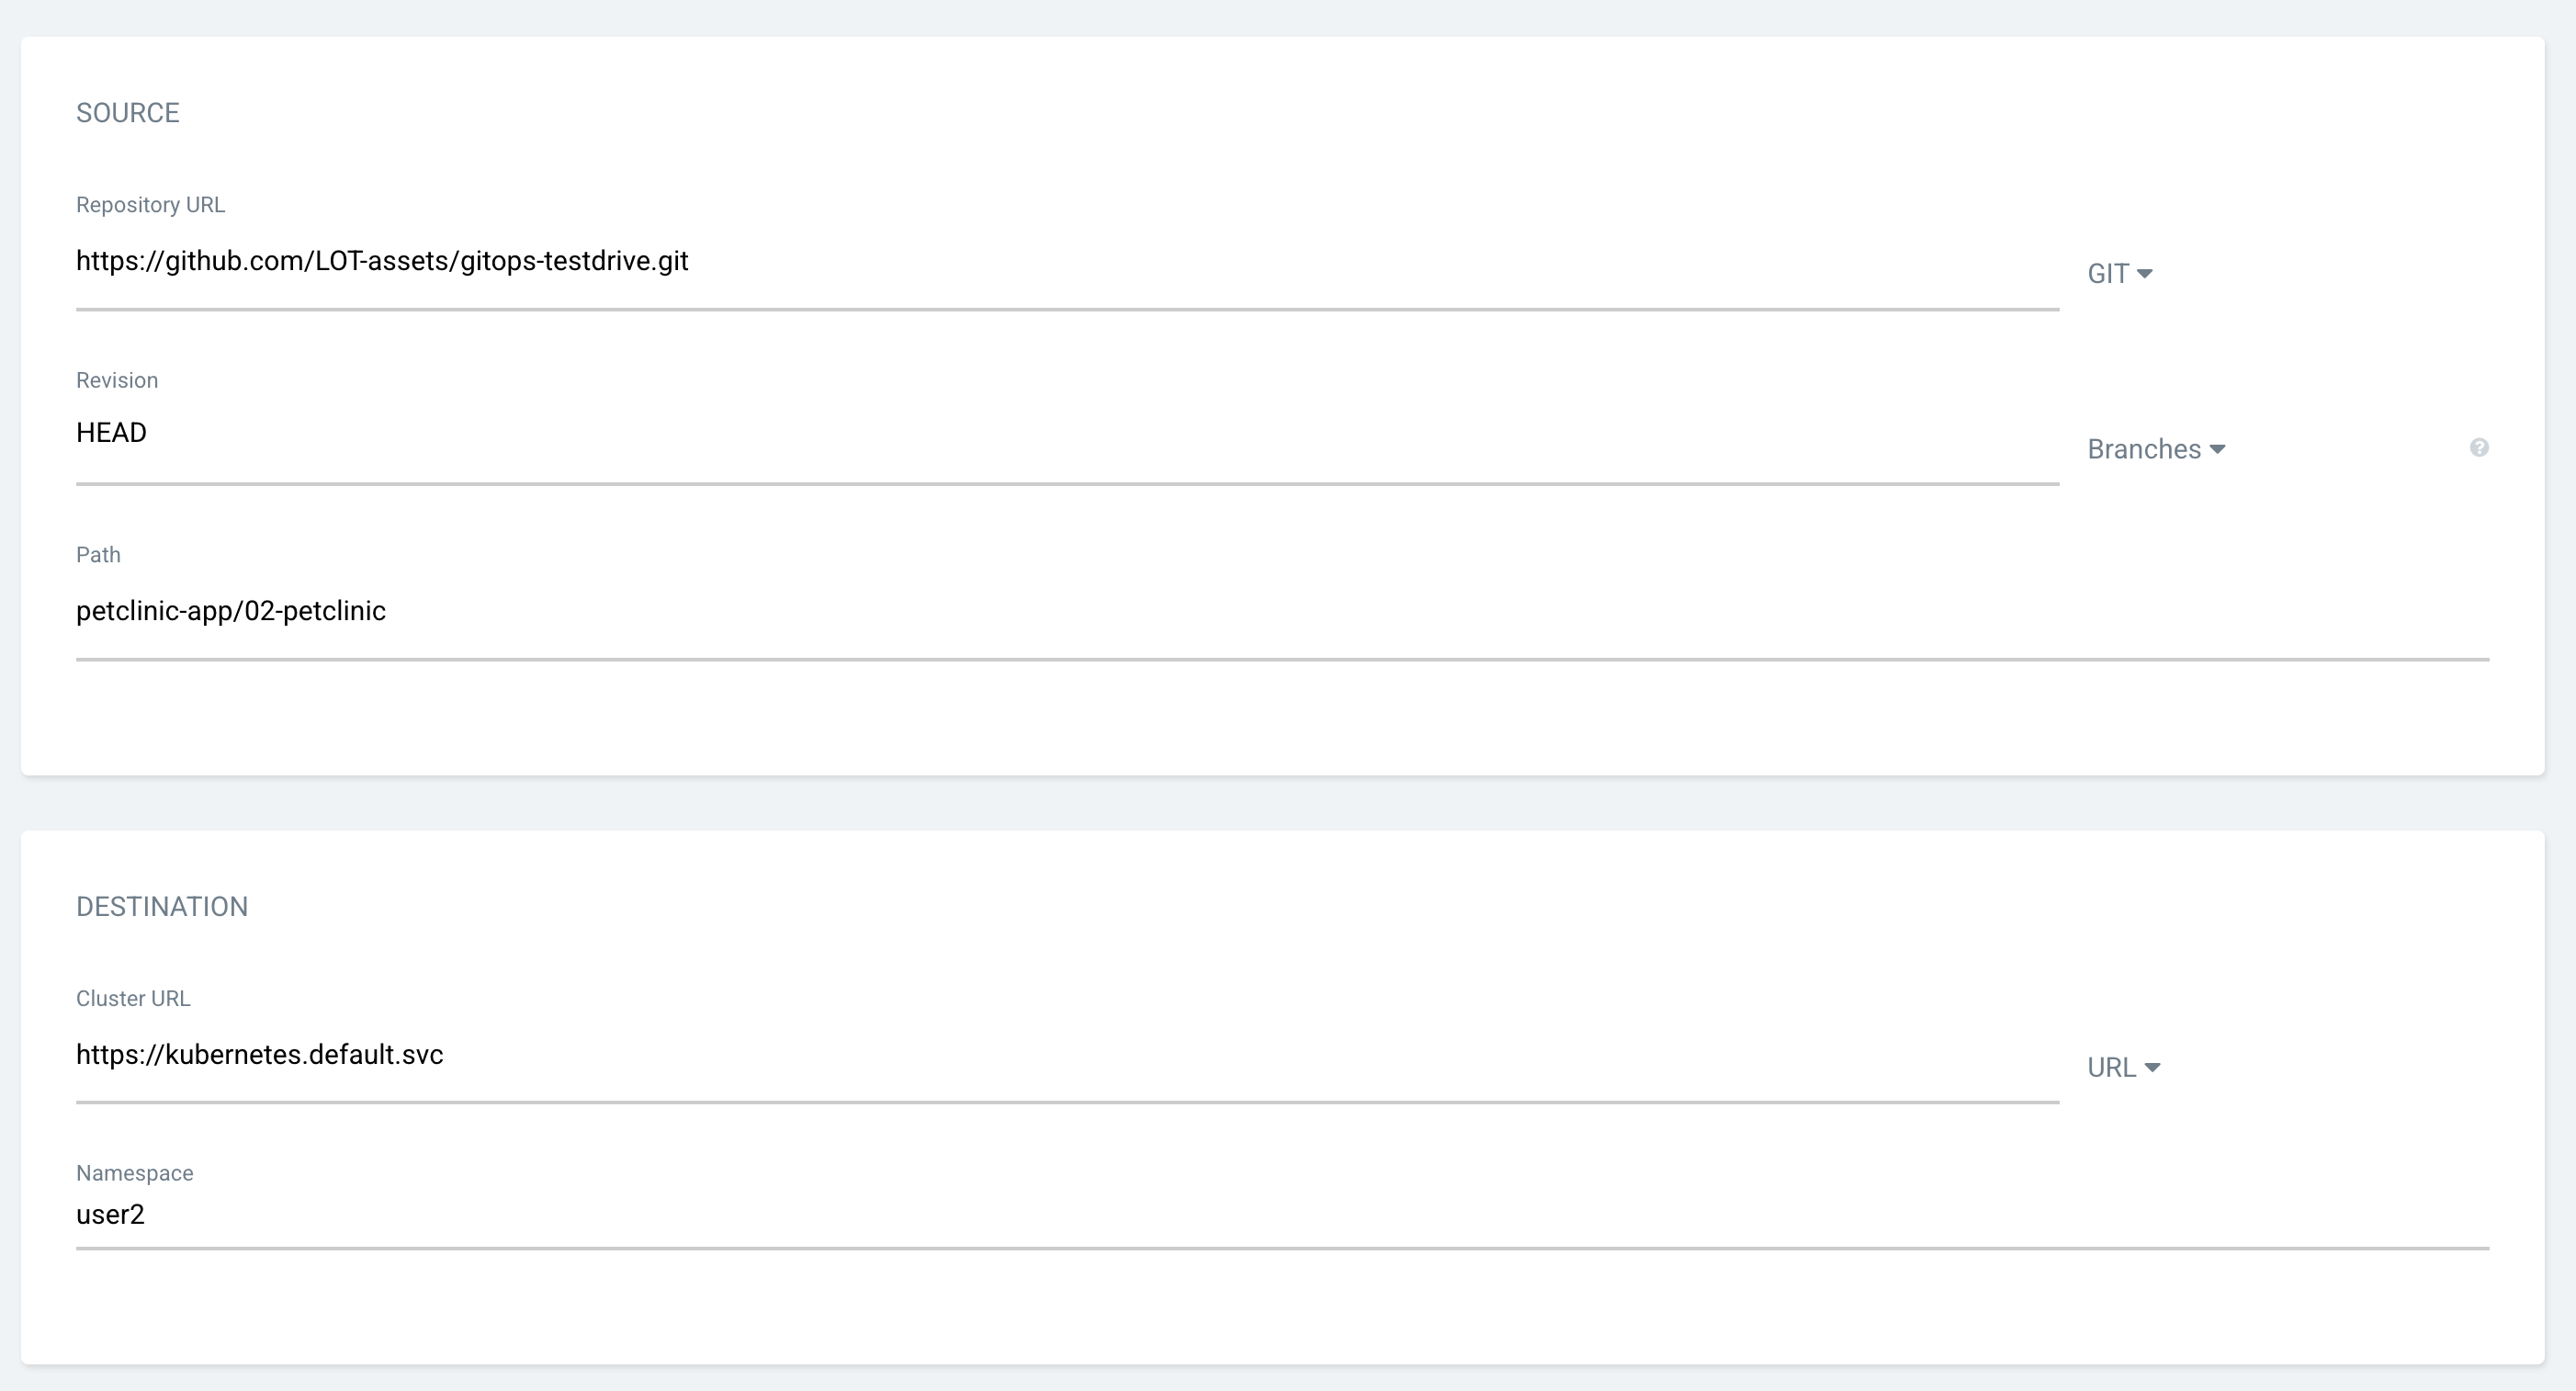 SOURCE
Repository URL
https://github.com/LOT-assets/gitops-testdrive.git
GIT
Revision
HEAD
Branches
?
Path
petclinic-app/02-petclinic
DESTINATION
Cluster URL
https://kubernetes.default.svc
URL
Namespace
user2